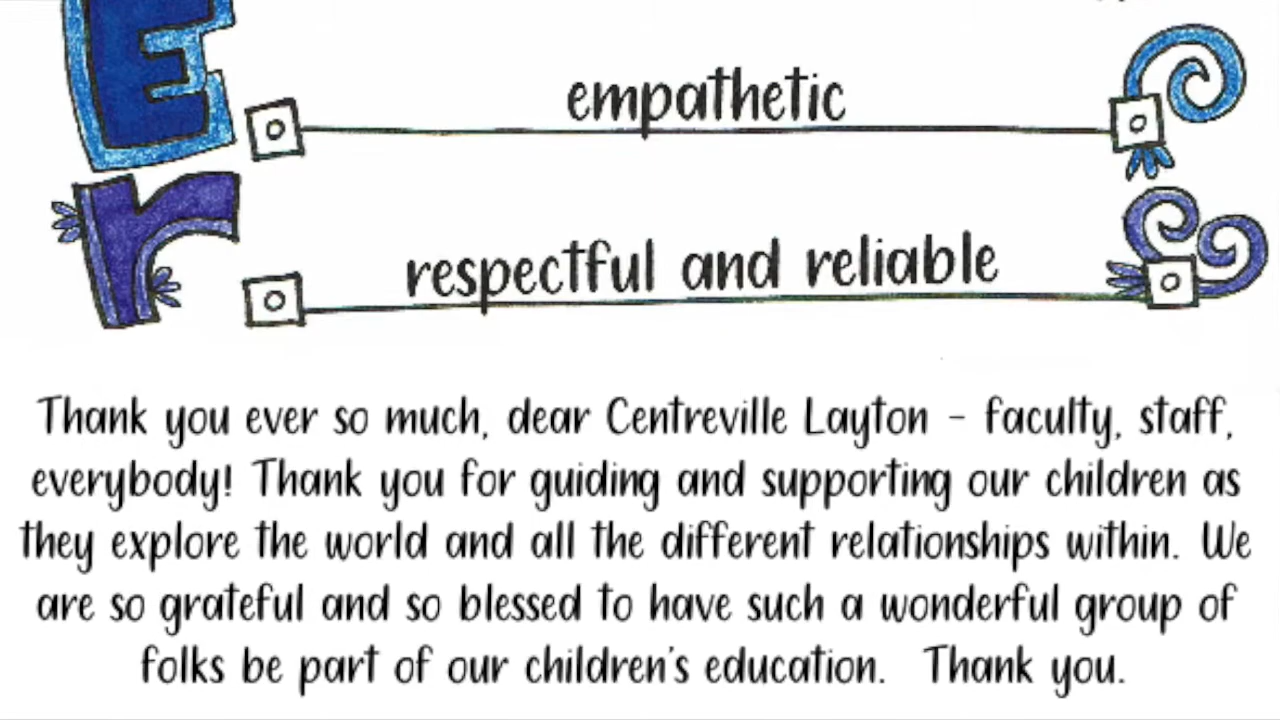 E
empathetic
r
respectful and reliable
Thank you ever so much, dear Centreville Layton - faculty, staff,
everybody! Thank you for guiding and supporting our children as
they explore the world and all the different relationships within. We
are so grateful and so blessed to have such a wonderful group of
folks be part of our children's education. Thank you.